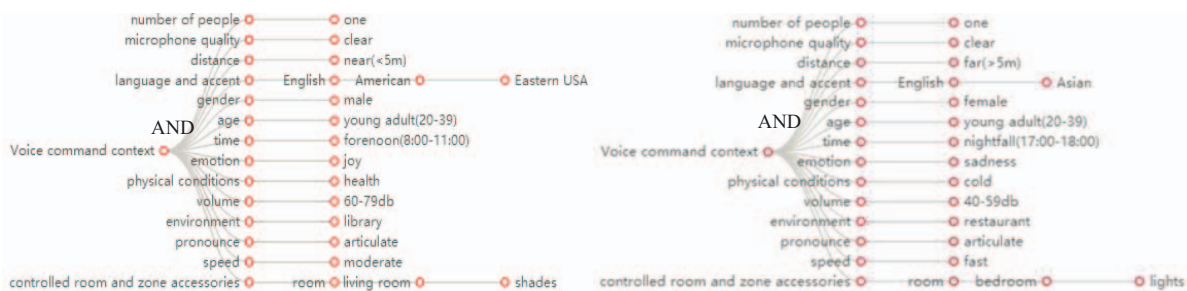 number of people one
microphone quality clear
distance near(<5m)
language and accent English American Eastern USA
gender male
AND
age young adult(20-39)
time forenoon(8:00-11:00)
Voice command context
emotion joy
physical conditions health
volume 60-79db
environment library
pronounce articulate
speed moderate
controlled room and zone accessories room living room shades
number of people one
microphone quality clear
distance far(>5m)
language and accent English Asian
gender female
AND
age young adult(20-39)
time nightfall(17:00-18:00)
Voice command context
emotion sadness
physical conditions cold
volume 40-59db
environment restaurant
pronounce articulate
speed fast
controlled room and zone accessories room bedroom lights